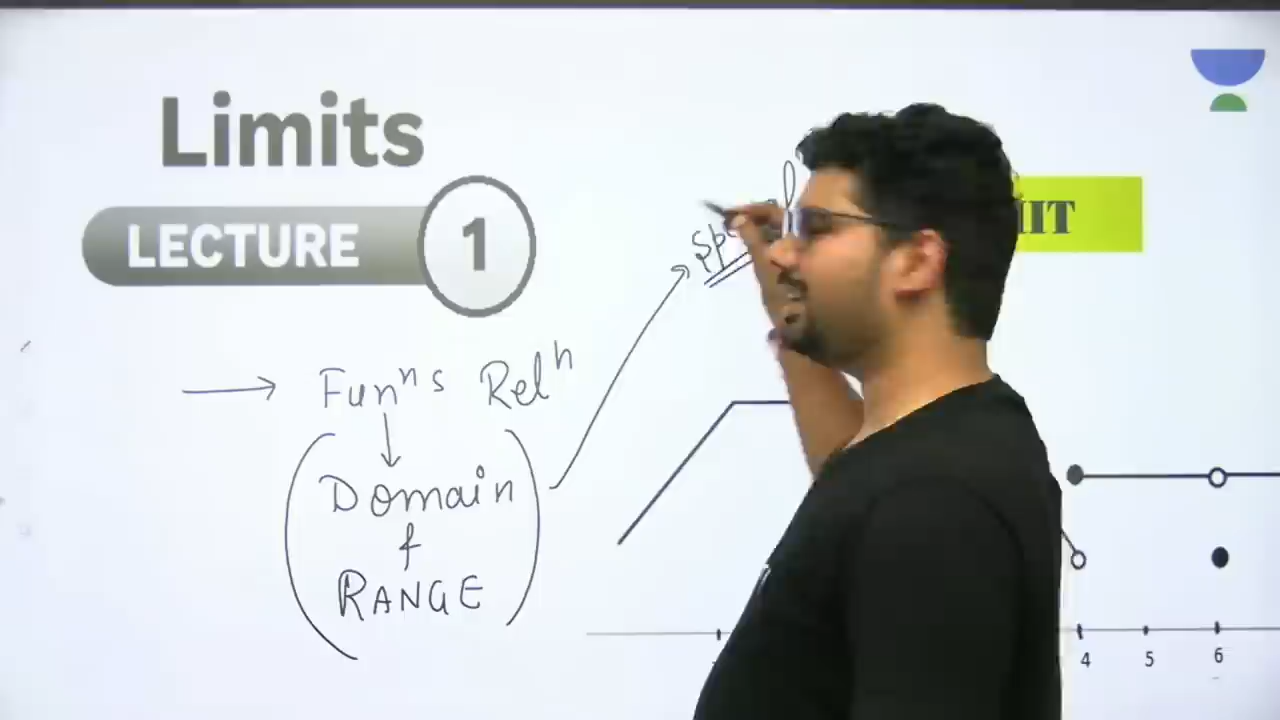 Limits
LECTURE 1
→ Funⁿs Relⁿ
Domain
&
RANGE
4 5 6